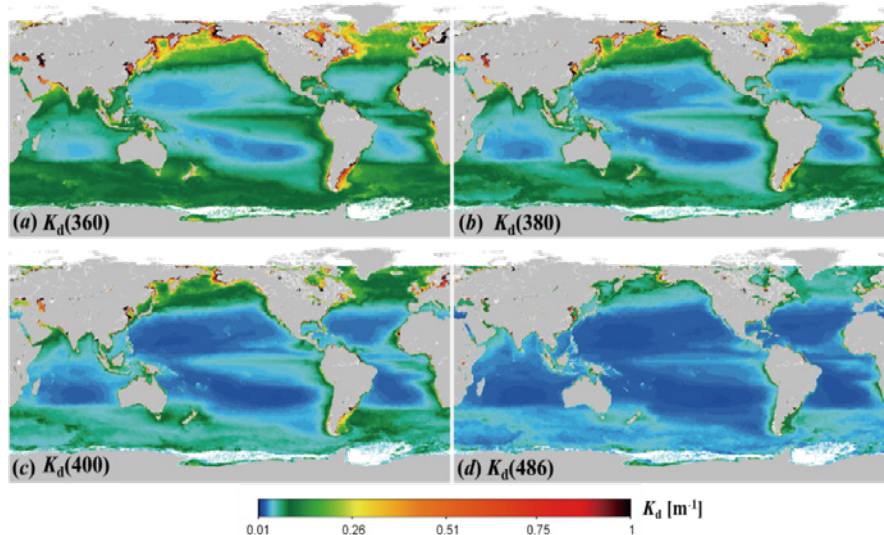 (a) Kd(360)
(b) Kd(380)
(c) Kd(400)
(d) Kd(486)
Kd [m-1]
0.01 0.26 0.51 0.75 1